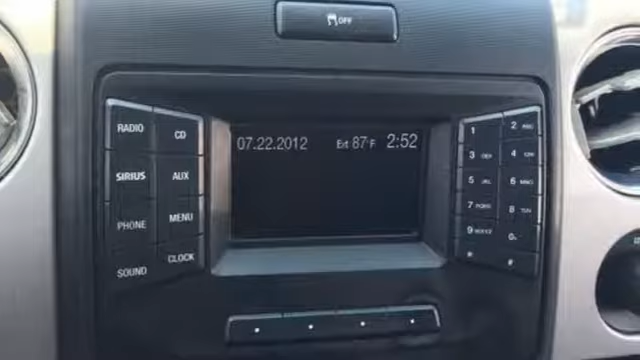 OFF
RADIO CD
SIRIUS AUX
PHONE MENU
SOUND CLOCK
07.22.2012 Ext 87°F 2:52
1 2 ABC
3 DEF 4 GHI
5 JKL 6 MNO
7 PQRS 8 TUV
9 WXYZ 0
* #